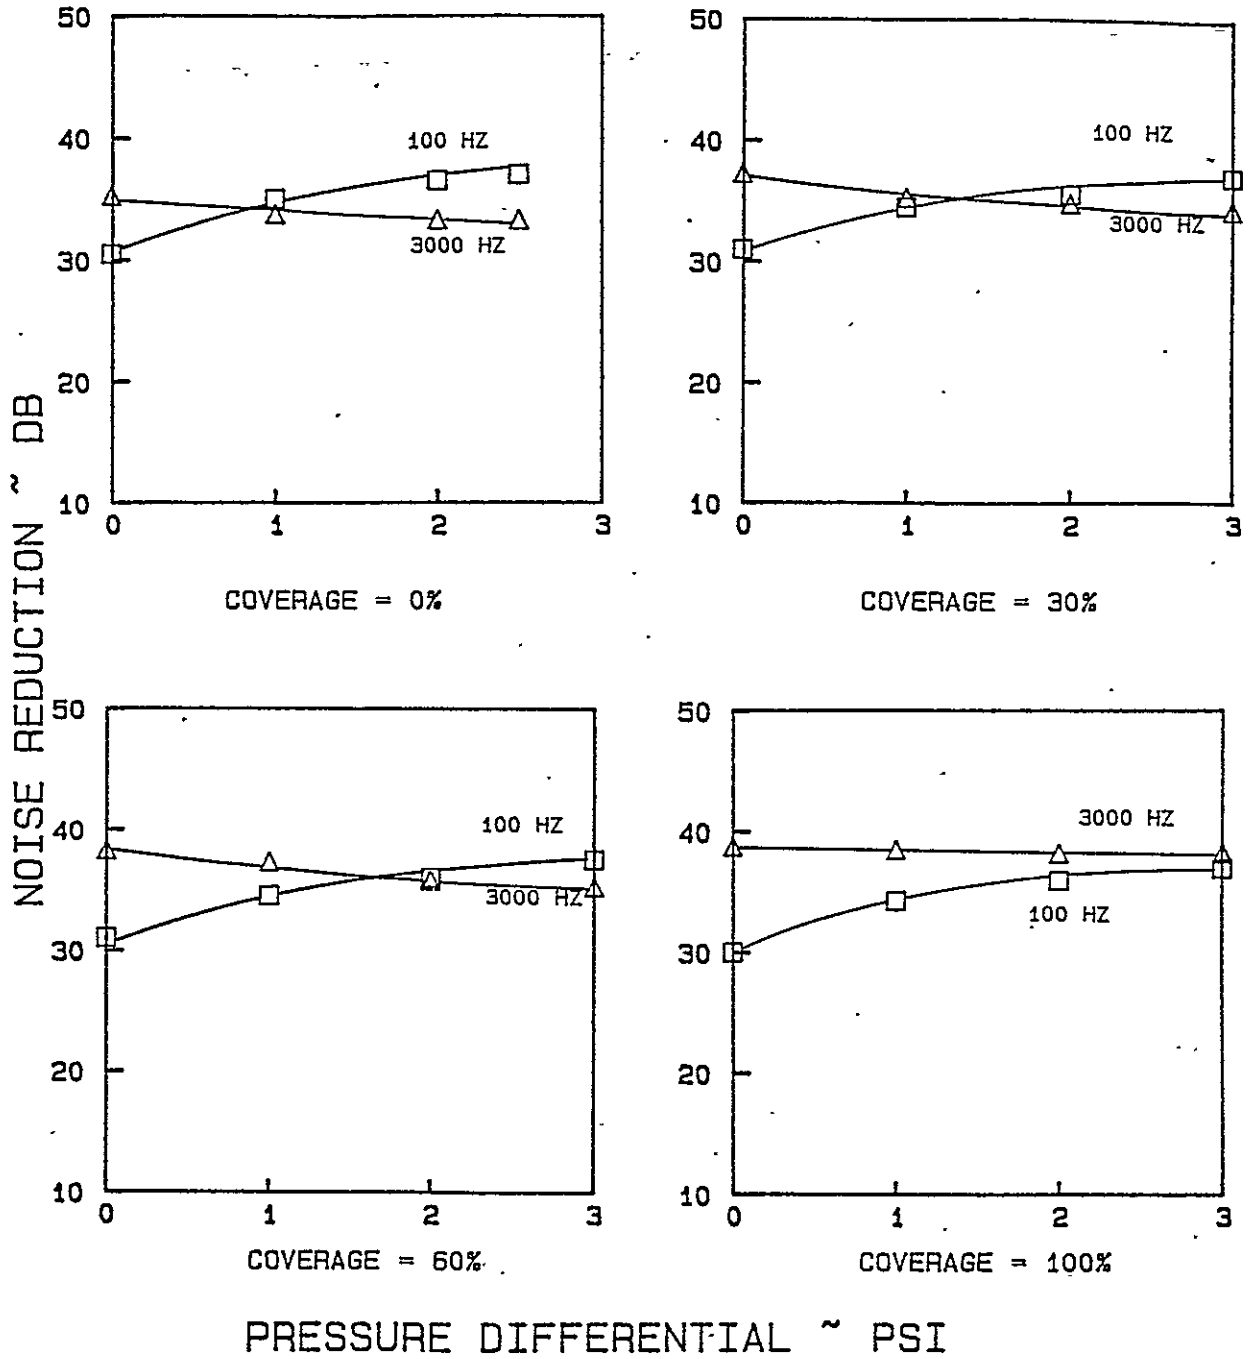 NOISE REDUCTION ~ DB
50
40
30
20
10
0
1
2
3
100 HZ
3000 HZ
COVERAGE = 0%
50
40
30
20
10
0
1
2
3
100 HZ
3000 HZ
COVERAGE = 30%
50
40
30
20
10
0
1
2
3
100 HZ
3000 HZ
COVERAGE = 60%
50
40
30
20
10
0
1
2
3
3000 HZ
100 HZ
COVERAGE = 100%
PRESSURE DIFFERENTIAL ~ PSI